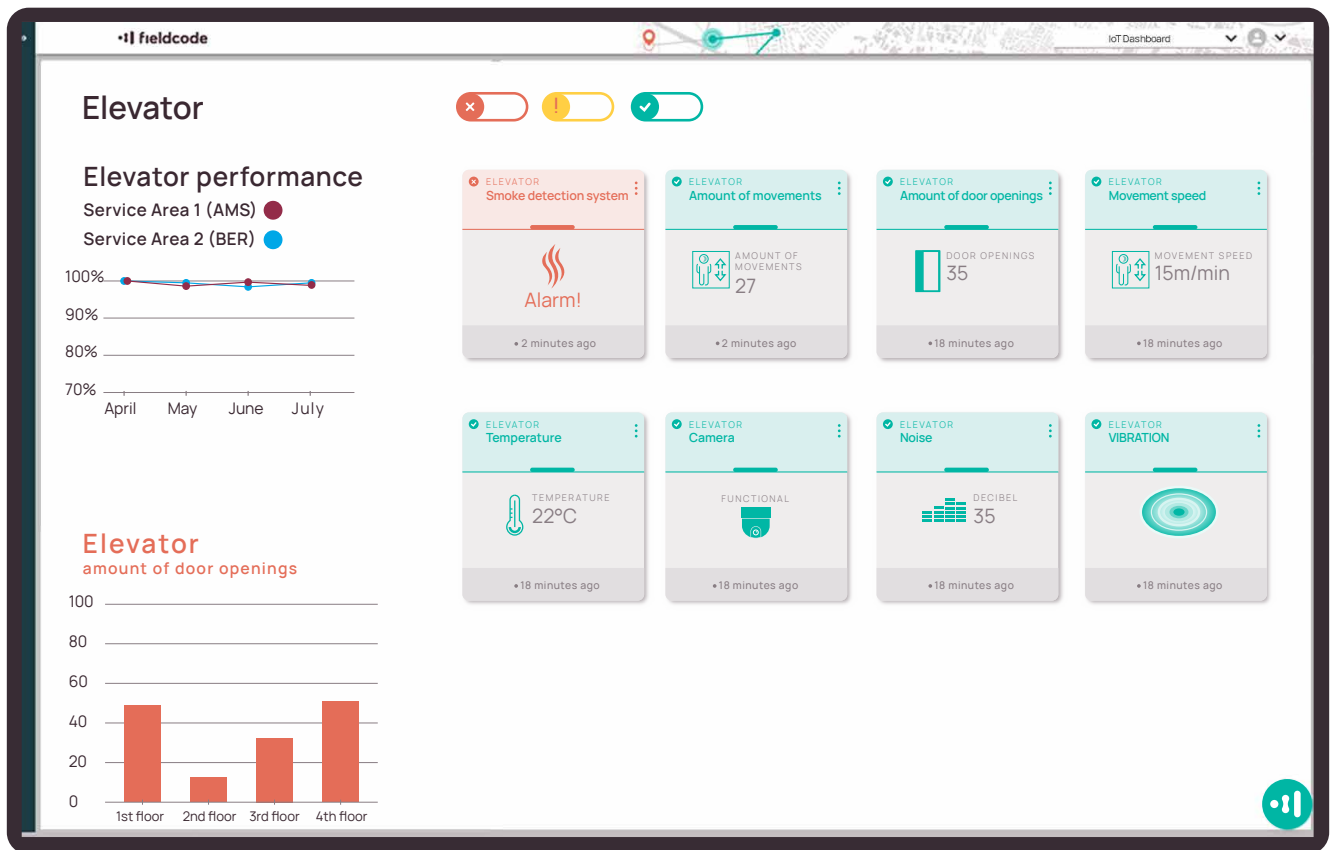 fieldcode
IoT Dashboard
Elevator
!
Elevator performance
Service Area 1 (AMS)
Service Area 2 (BER)
100%
90%
80%
70%
April May June July
Elevator
amount of door openings
100
80
60
40
20
0
1st floor 2nd floor 3rd floor 4th floor
ELEVATOR
Smoke detection system
Alarm!
• 2 minutes ago
ELEVATOR
Amount of movements
AMOUNT OF
MOVEMENTS
27
• 2 minutes ago
ELEVATOR
Amount of door openings
DOOR OPENINGS
35
• 18 minutes ago
ELEVATOR
Movement speed
MOVEMENT SPEED
15m/min
• 18 minutes ago
ELEVATOR
Temperature
TEMPERATURE
22°C
• 18 minutes ago
ELEVATOR
Camera
FUNCTIONAL
• 18 minutes ago
ELEVATOR
Noise
DECIBEL
35
• 18 minutes ago
ELEVATOR
VIBRATION
• 18 minutes ago